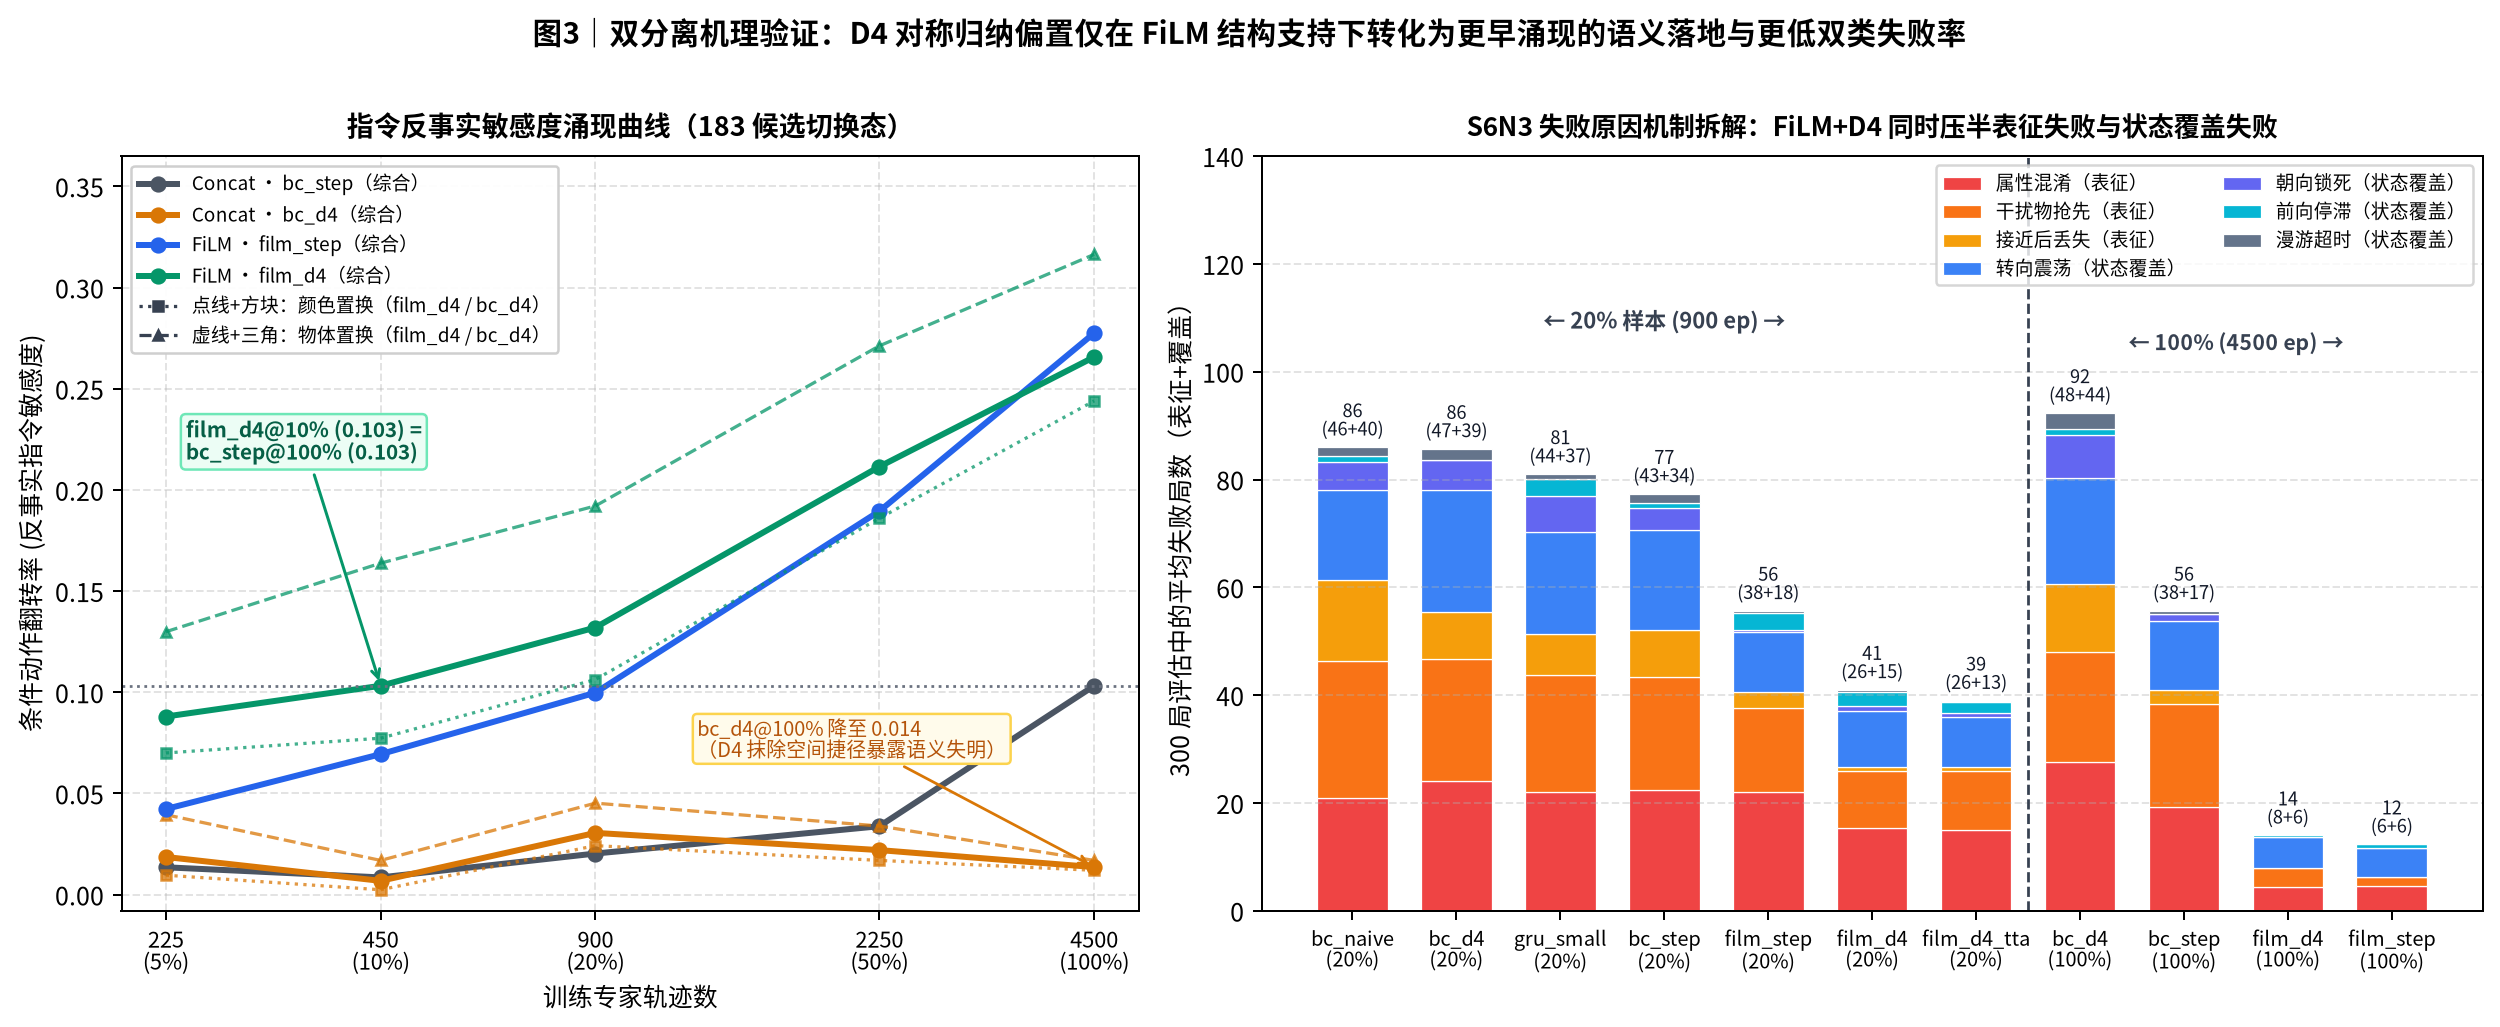 图3｜双分离机理验证：D4 对称归纳偏置仅在 FiLM 结构支持下转化为更早涌现的语义落地与更低双类失败率
指令反事实敏感度涌现曲线（183 候选切换态）
条件动作翻转率 (反事实指令敏感度)
0.35
0.30
0.25
0.20
0.15
0.10
0.05
0.00
Concat · bc_step（综合）
Concat · bc_d4（综合）
FiLM · film_step（综合）
FiLM · film_d4（综合）
点线+方块：颜色置换（film_d4 / bc_d4）
虚线+三角：物体置换（film_d4 / bc_d4）
film_d4@10% (0.103) =
bc_step@100% (0.103)
bc_d4@100% 降至 0.014
（D4 抹除空间捷径暴露语义失明）
225 450 900 2250 4500
(5%) (10%) (20%) (50%) (100%)
训练专家轨迹数
S6N3 失败原因机制拆解：FiLM+D4 同时压半表征失败与状态覆盖失败
300 局评估中的平均失败局数（表征+覆盖）
140
120
100
80
60
40
20
0
属性混淆（表征）
干扰物抢先（表征）
接近后丢失（表征）
转向震荡（状态覆盖）
朝向锁死（状态覆盖）
前向停滞（状态覆盖）
漫游超时（状态覆盖）
← 20% 样本 (900 ep) →
← 100% (4500 ep) →
86
(46+40)
86
(47+39)
81
(44+37)
77
(43+34)
56
(38+18)
41
(26+15)
39
(26+13)
92
(48+44)
56
(38+17)
14
(8+6)
12
(6+6)
bc_naive bc_d4 gru_small bc_step film_step film_d4 film_d4_tta bc_d4 bc_step film_d4 film_step
(20%) (20%) (20%) (20%) (20%) (20%) (20%) (100%) (100%) (100%) (100%)